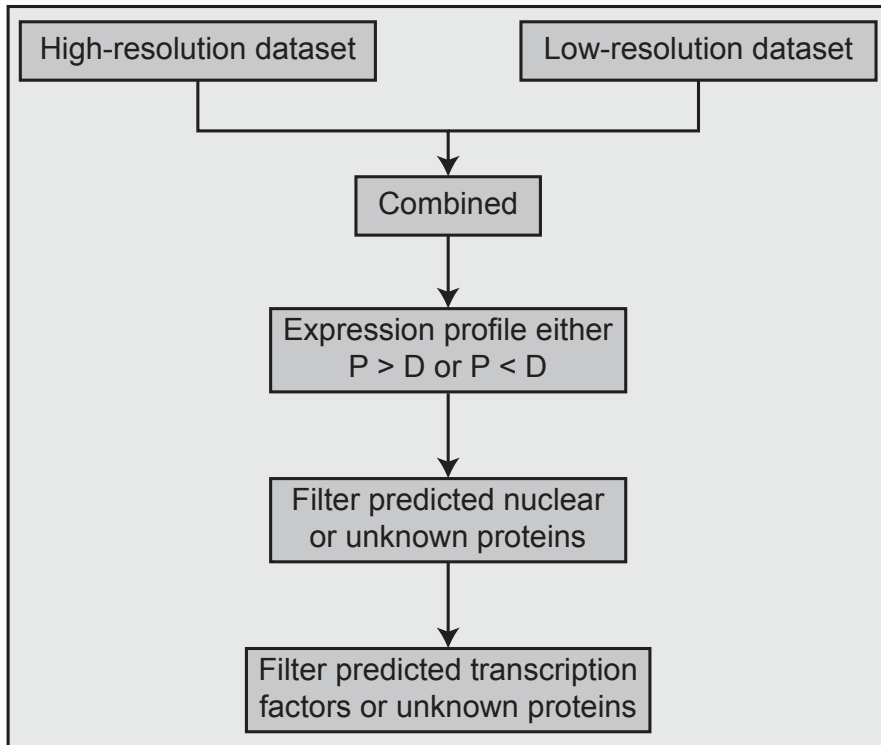 High-resolution dataset
Low-resolution dataset
Combined
Expression profile either
P > D or P < D
Filter predicted nuclear
or unknown proteins
Filter predicted transcription
factors or unknown proteins